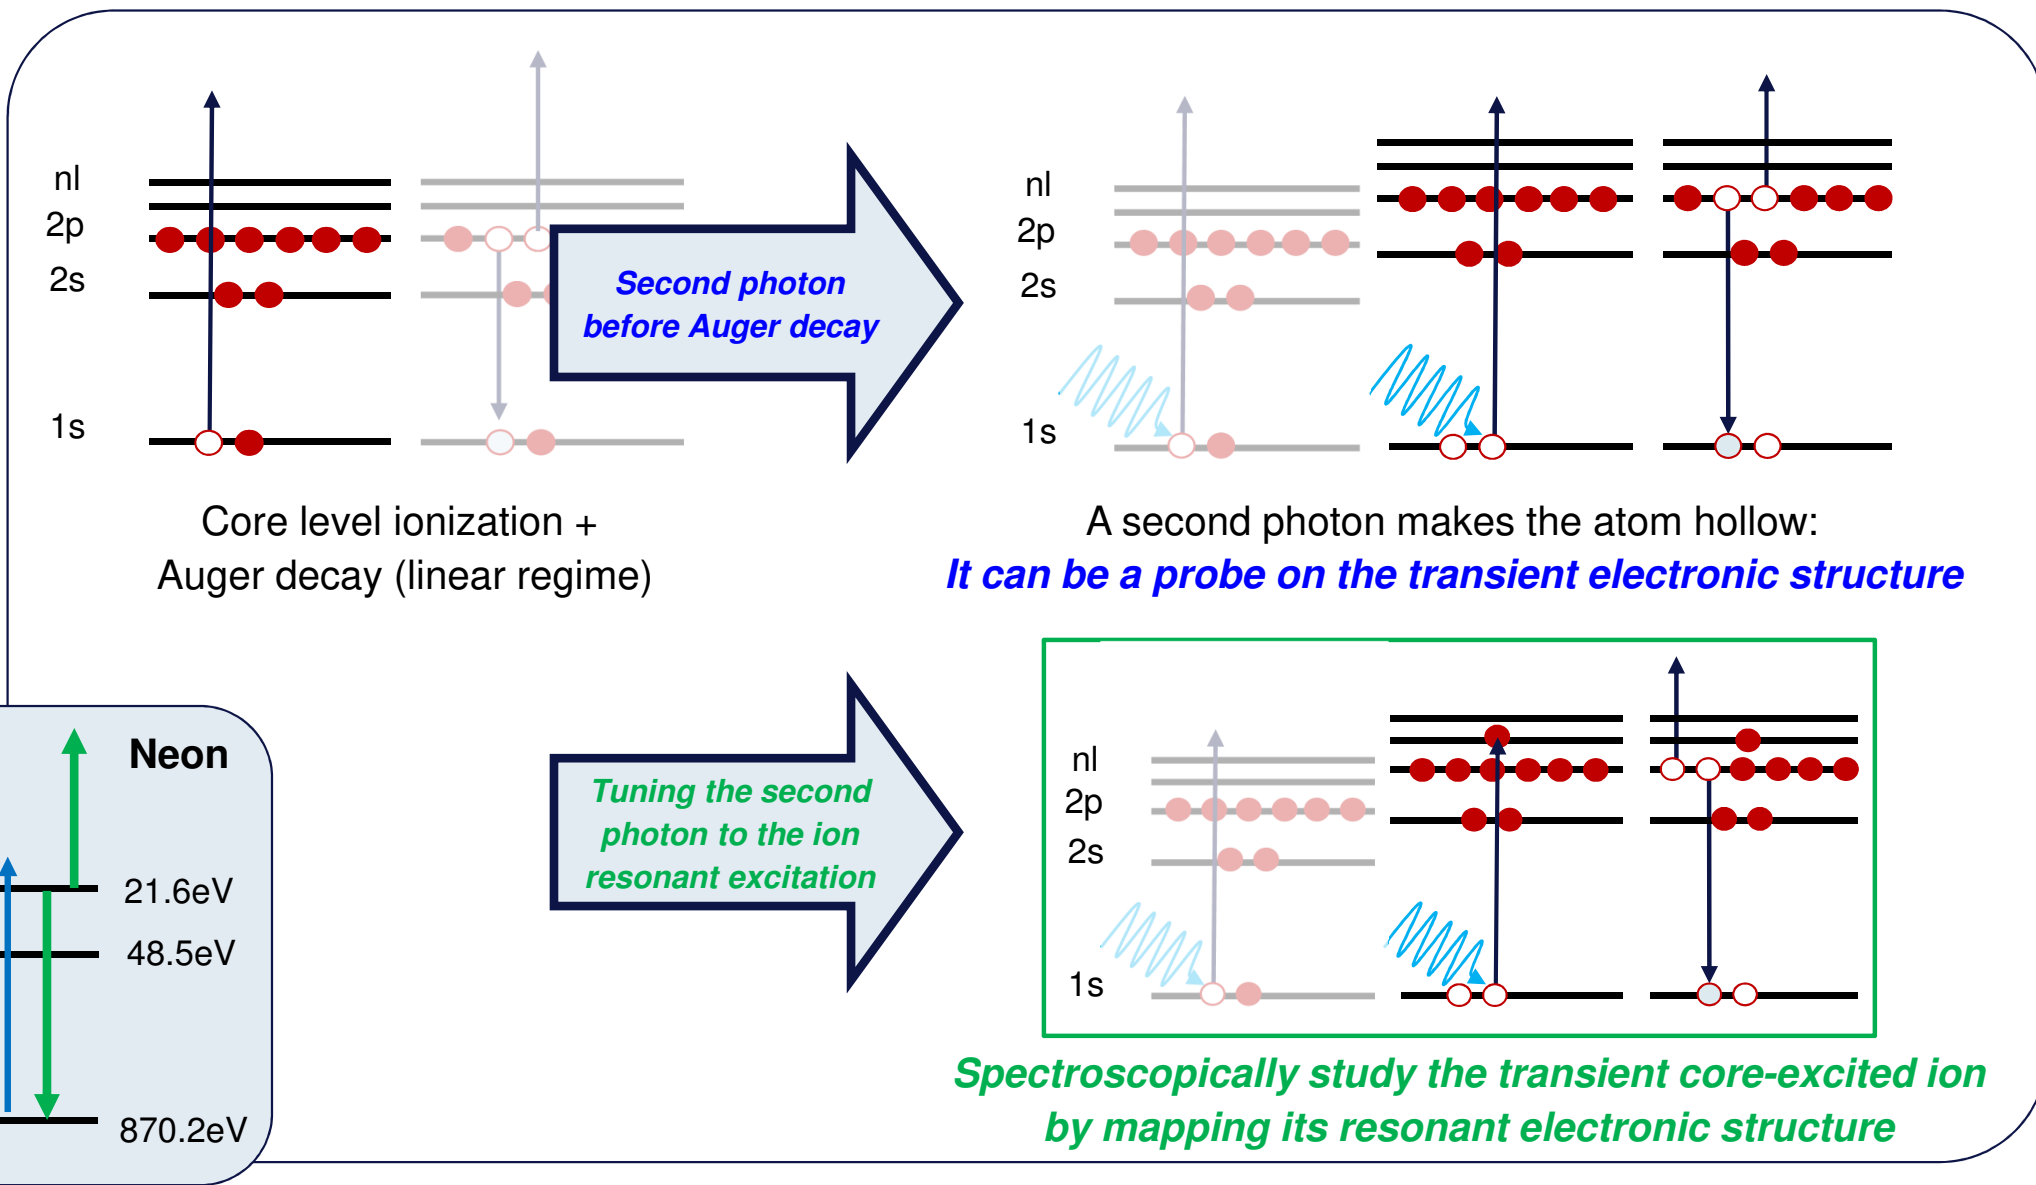 nl
2p
2s
1s
Second photon
before Auger decay
nl
2p
2s
1s
Core level ionization +
Auger decay (linear regime)
A second photon makes the atom hollow:
It can be a probe on the transient electronic structure
Neon
21.6eV
48.5eV
870.2eV
Tuning the second
photon to the ion
resonant excitation
nl
2p
2s
1s
Spectroscopically study the transient core-excited ion
by mapping its resonant electronic structure